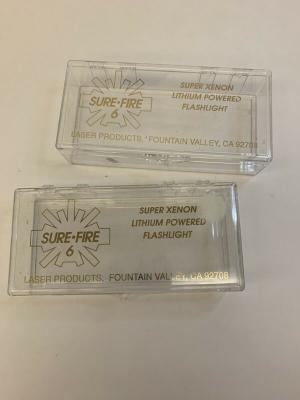 SURE-FIRE
6
SUPER XENON
LITHIUM POWERED
FLASHLIGHT
LASER PRODUCTS, FOUNTAIN VALLEY, CA 92708
SURE-FIRE
6
SUPER XENON
LITHIUM POWERED
FLASHLIGHT
LASER PRODUCTS, FOUNTAIN VALLEY, CA 92708